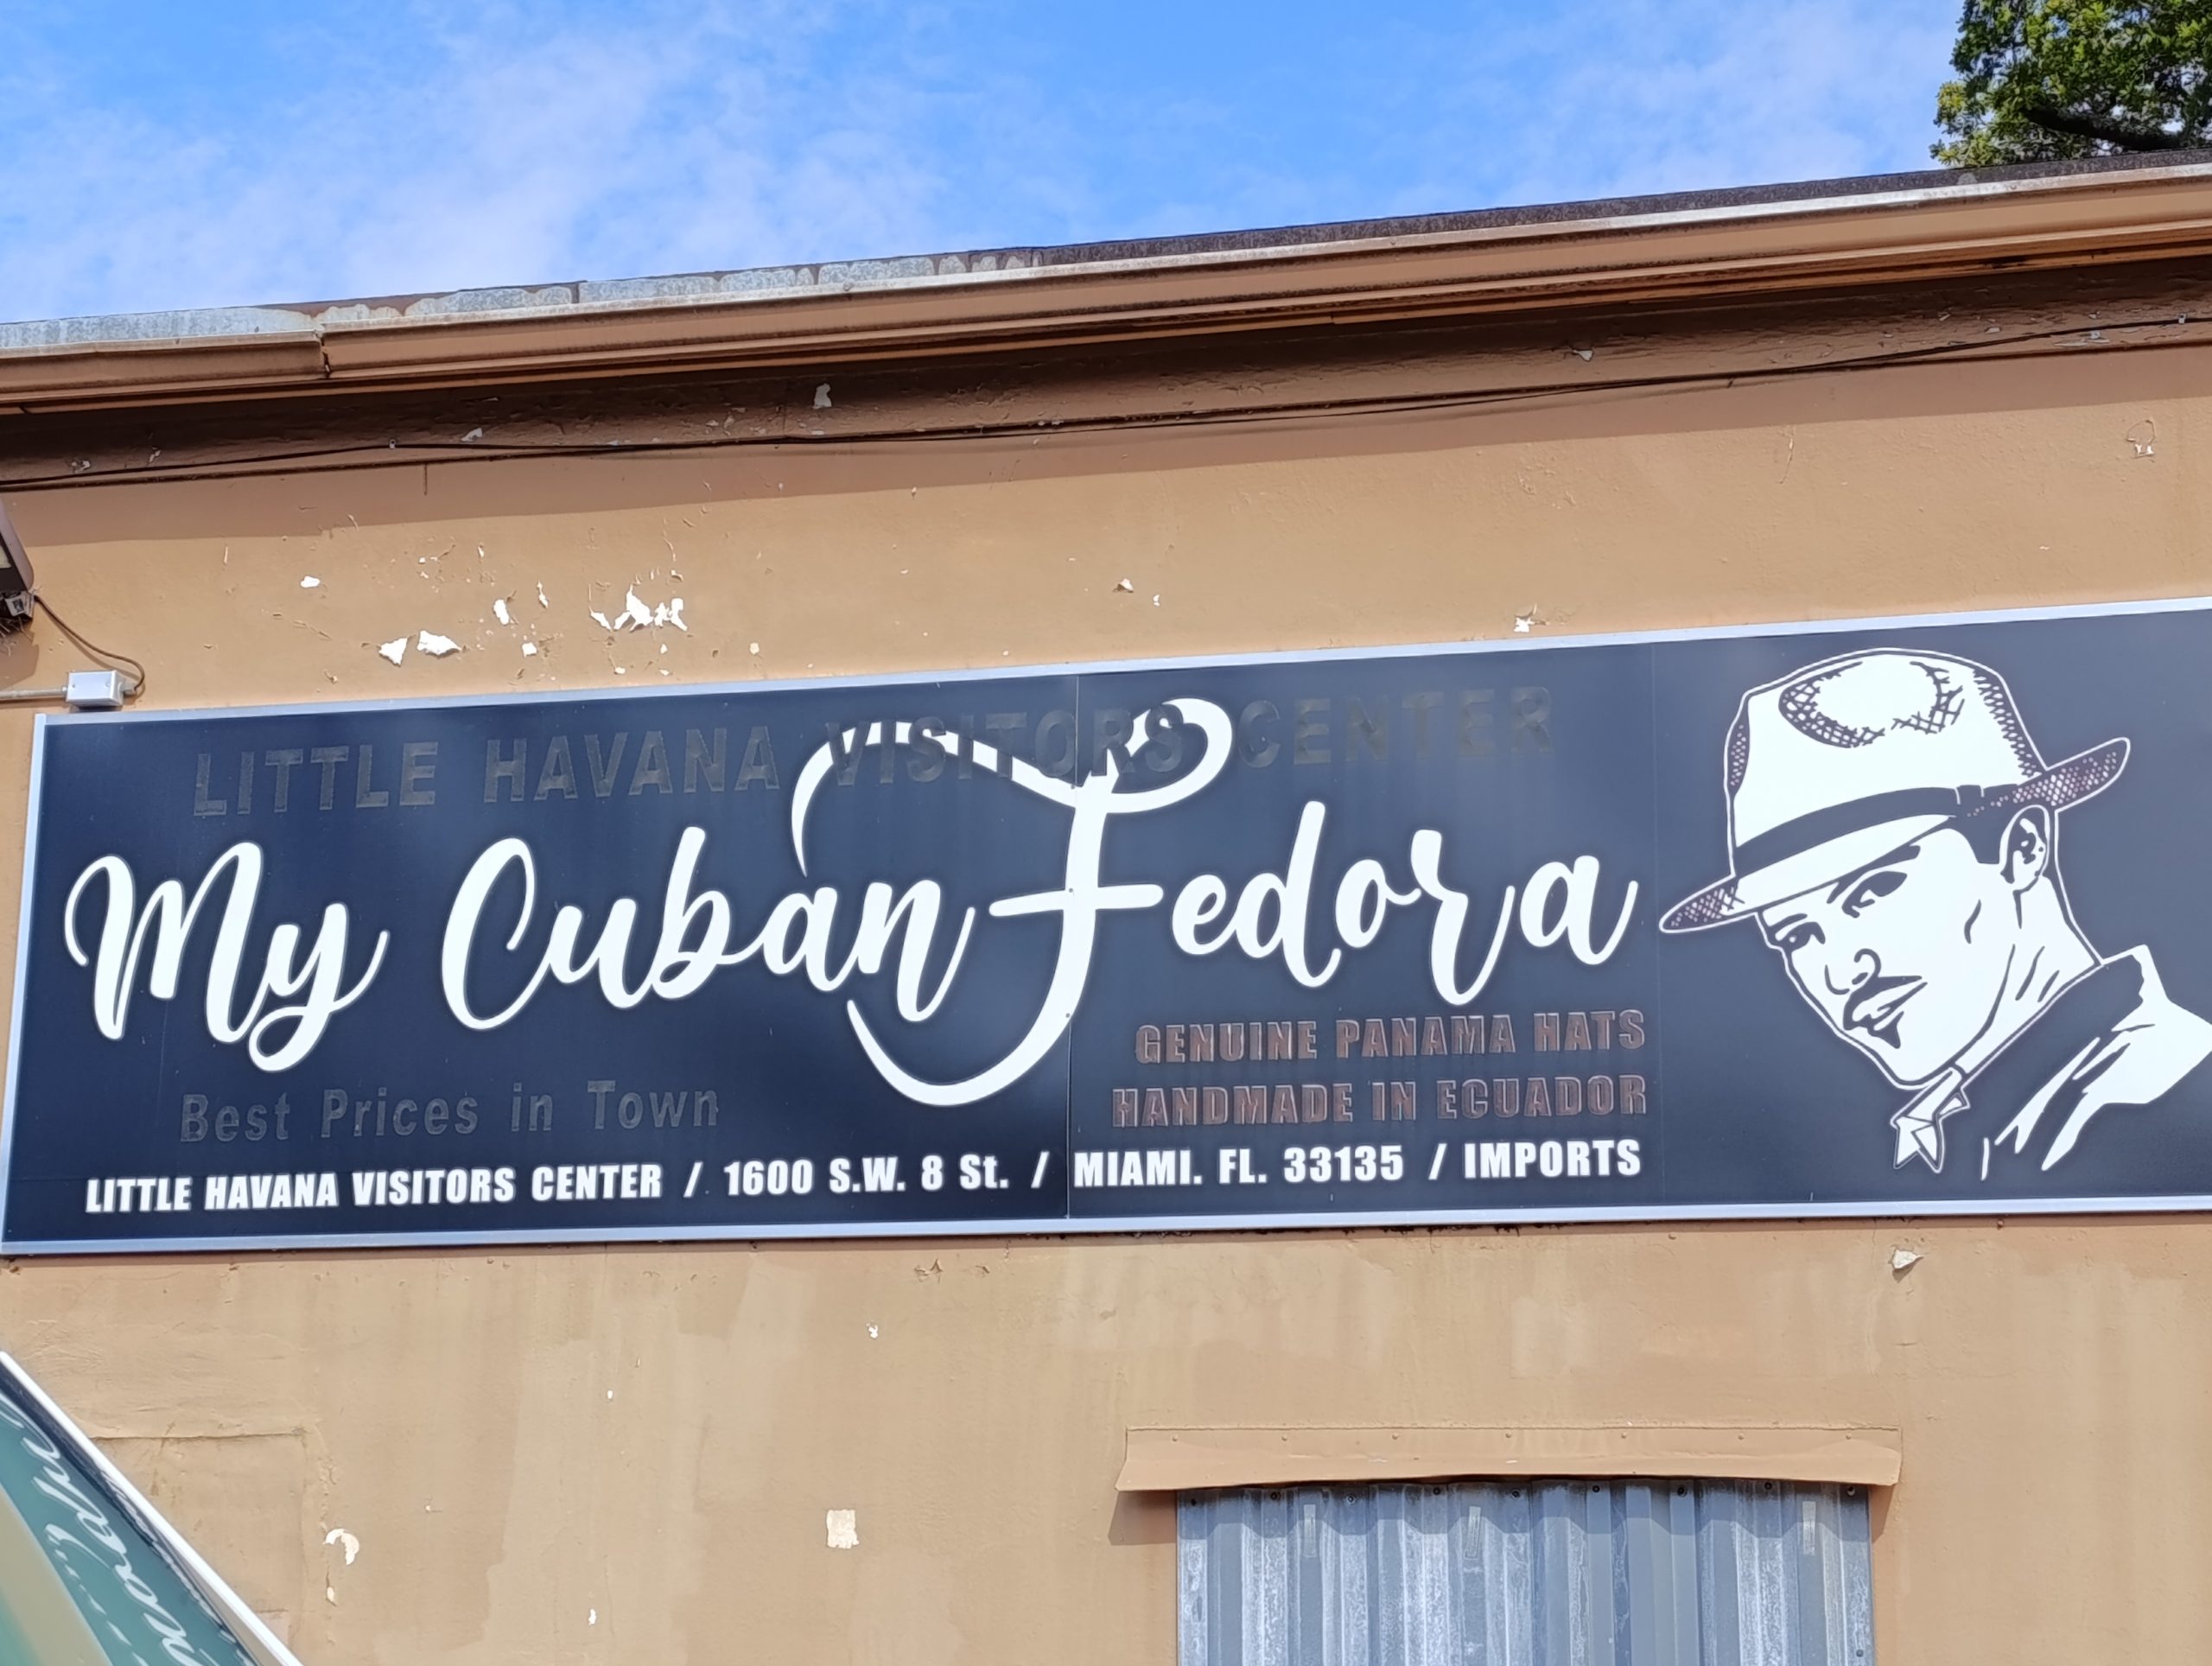 LITTLE HAVANA VISITORS CENTER
My Cuban Fedora
GENUINE PANAMA HATS
HANDMADE IN ECUADOR
Best Prices in Town
LITTLE HAVANA VISITORS CENTER / 1600 S.W. 8 St. / MIAMI. FL. 33135 / IMPORTS